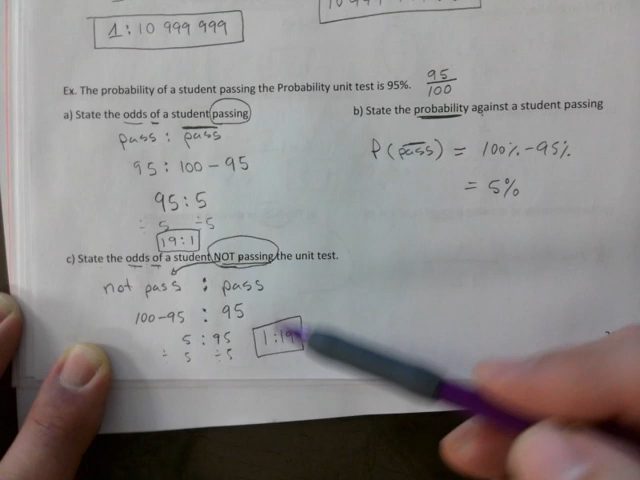 1 : 10 999 999
Ex. The probability of a student passing the Probability unit test is 95%. 95/100
a) State the odds of a student passing
pass : p̅a̅s̅s̅
95 : 100 - 95
95 : 5
÷ 5 ÷5
19 : 1
b) State the probability against a student passing
P(p̅a̅s̅s̅) = 100% - 95%
= 5%
c) State the odds of a student NOT passing the unit test.
not pass : pass
100-95 : 95
5 : 95
÷ 5 ÷5
1 : 19